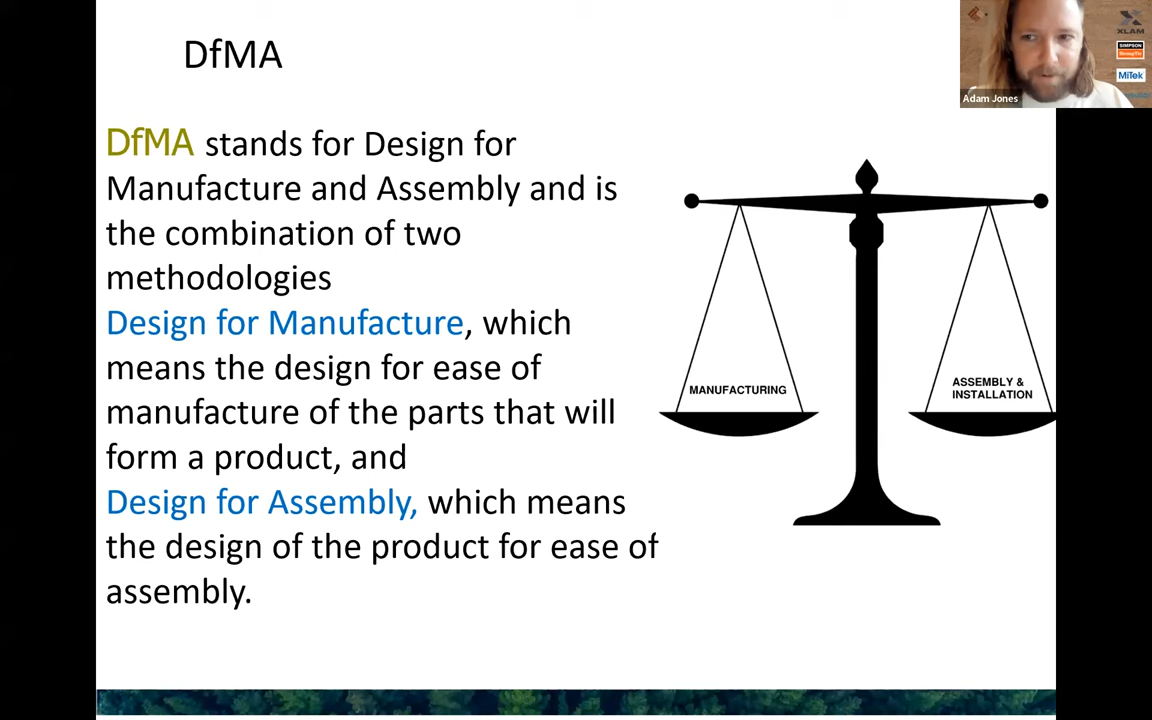 DfMA
DfMA stands for Design for
Manufacture and Assembly and is
the combination of two
methodologies
Design for Manufacture, which
means the design for ease of
manufacture of the parts that will
form a product, and
Design for Assembly, which means
the design of the product for ease of
assembly.
MANUFACTURING
ASSEMBLY &
INSTALLATION
Adam Jones
XLAM
SIMPSON
Strong-Tie
MiTek